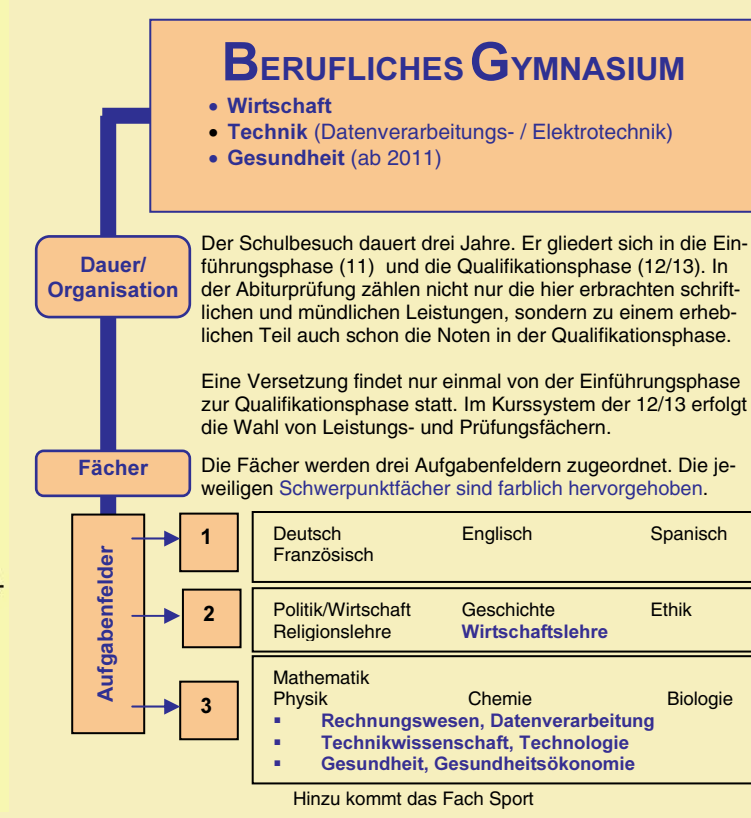 BERUFLICHES GYMNASIUM
• Wirtschaft
• Technik (Datenverarbeitungs- / Elektrotechnik)
• Gesundheit (ab 2011)
Dauer/
Organisation
Der Schulbesuch dauert drei Jahre. Er gliedert sich in die Ein-
führungsphase (11) und die Qualifikationsphase (12/13). In
der Abiturprüfung zählen nicht nur die hier erbrachten schrift-
lichen und mündlichen Leistungen, sondern zu einem erheb-
lichen Teil auch schon die Noten in der Qualifikationsphase.
Eine Versetzung findet nur einmal von der Einführungsphase
zur Qualifikationsphase statt. Im Kurssystem der 12/13 erfolgt
die Wahl von Leistungs- und Prüfungsfächern.
Fächer
Die Fächer werden drei Aufgabenfeldern zugeordnet. Die je-
weiligen Schwerpunktfächer sind farblich hervorgehoben.
Aufgabenfelder
1
Deutsch Englisch Spanisch
Französisch
2
Politik/Wirtschaft Geschichte Ethik
Religionslehre Wirtschaftslehre
3
Mathematik
Physik Chemie Biologie
▪ Rechnungswesen, Datenverarbeitung
▪ Technikwissenschaft, Technologie
▪ Gesundheit, Gesundheitsökonomie
Hinzu kommt das Fach Sport